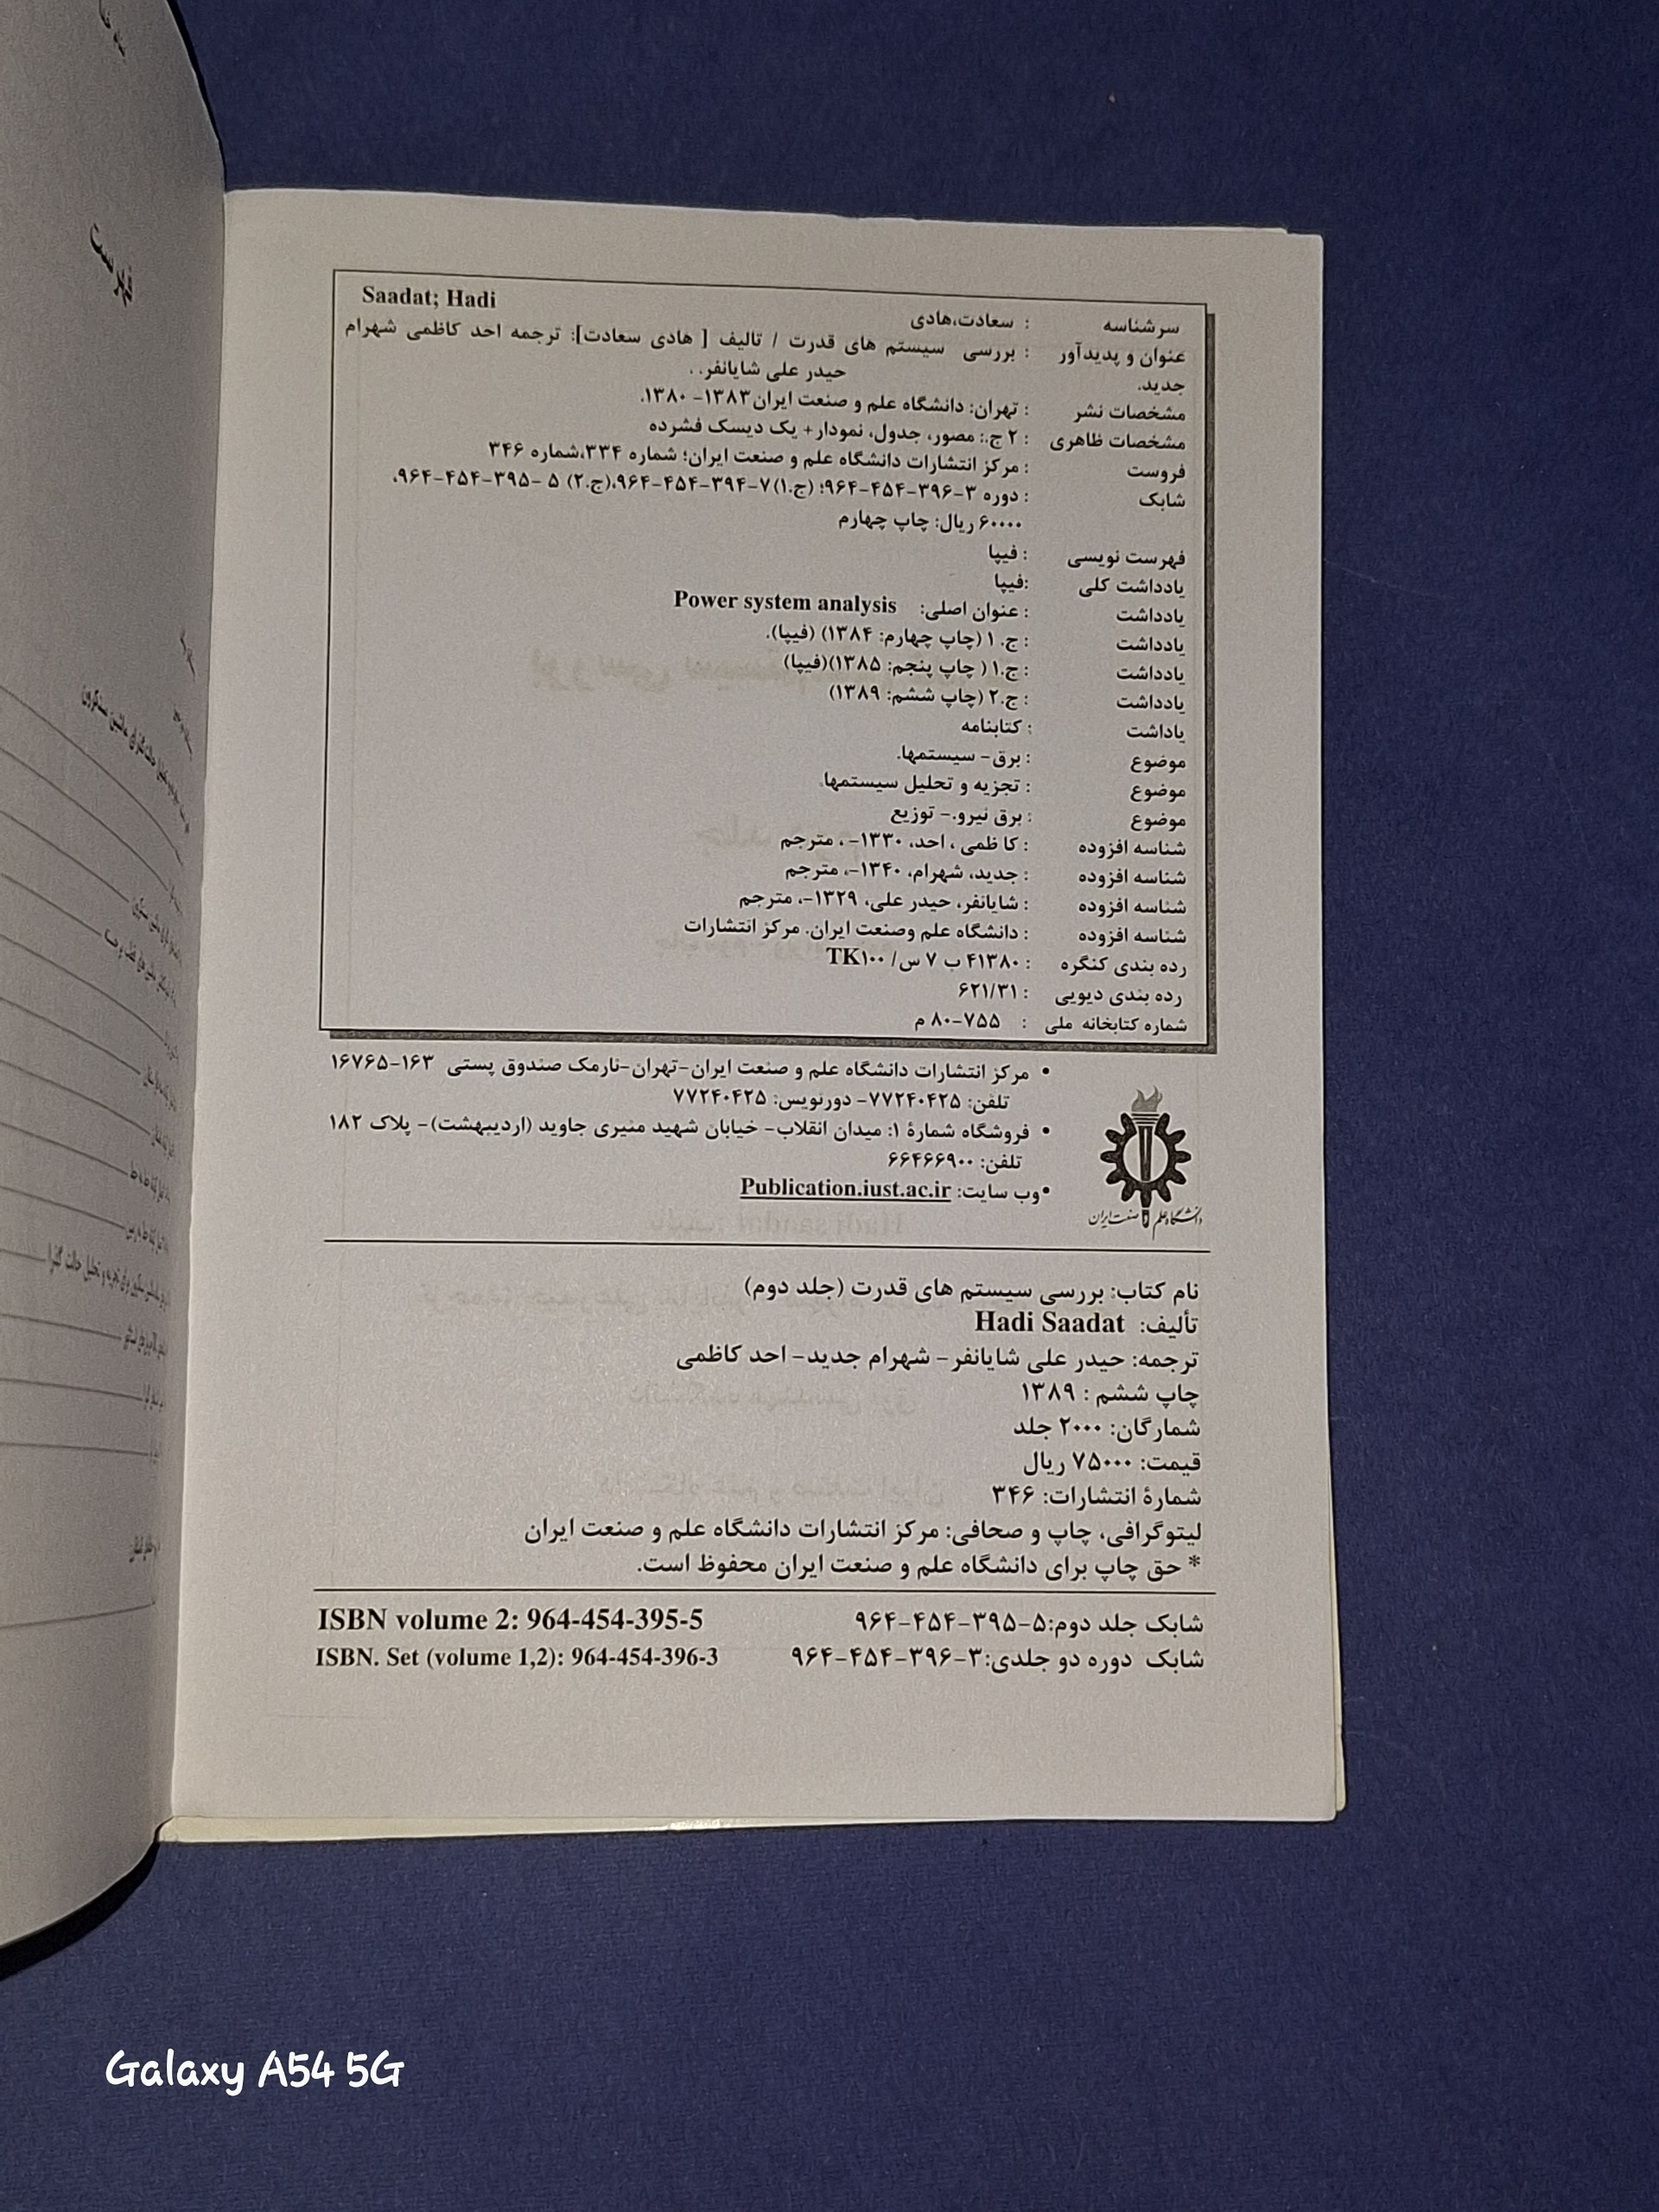 فهرست
Saadat; Hadi
سرشناسه : سعادت،هادی
عنوان و پدیدآور : بررسی سیستم های قدرت / تالیف [ هادی سعادت]: ترجمه احد کاظمی شهرام
جدید. حیدر علی شایانفر. .
مشخصات نشر : تهران: دانشگاه علم و صنعت ایران۱۳۸۳- ۱۳۸۰.
مشخصات ظاهری : ۲ ج.: مصور، جدول، نمودار+ یک دیسک فشرده
فروست : مرکز انتشارات دانشگاه علم و صنعت ایران؛ شماره ۳۳۴،شماره ۳۴۶
شابک : دوره ۳-۳۹۶-۴۵۴-۹۶۴؛ (ج.۱)۷-۳۹۴-۴۵۴-۹۶۴،(ج.۲) ۵ -۳۹۵-۴۵۴-۹۶۴،
۶۰۰۰۰ ریال: چاپ چهارم
فهرست نویسی : فیپا
یادداشت کلی :فیپا
یادداشت : عنوان اصلی: Power system analysis
یادداشت : ج. ۱ (چاپ چهارم: ۱۳۸۴) (فیپا).
یادداشت : ج.۱ ( چاپ پنجم: ۱۳۸۵)(فیپا)
یادداشت : ج.۲ (چاپ ششم: ۱۳۸۹)
یاداشت : کتابنامه
موضوع : برق- سیستمها.
موضوع : تجزیه و تحلیل سیستمها.
موضوع : برق نیرو.- توزیع
شناسه افزوده : کا ظمی ، احد، ۱۳۳۰- ، مترجم
شناسه افزوده : جدید، شهرام، ۱۳۴۰-، مترجم
شناسه افزوده : شایانفر، حیدر علی، ۱۳۲۹-، مترجم
شناسه افزوده : دانشگاه علم وصنعت ایران. مرکز انتشارات
رده بندی کنگره : ۴۱۳۸۰ ب ۷ س/ TK۱۰۰
رده بندی دیویی : ۶۲۱/۳۱
شماره کتابخانه ملی : ۷۵۵-۸۰ م
• مرکز انتشارات دانشگاه علم و صنعت ایران-تهران-نارمک صندوق پستی ۱۶۳-۱۶۷۶۵
تلفن: ۷۷۲۴۰۴۲۵- دورنویس: ۷۷۲۴۰۴۲۵
• فروشگاه شمارهٔ ۱: میدان انقلاب- خیابان شهید منیری جاوید (اردیبهشت)- پلاک ۱۸۲
تلفن: ۶۶۴۶۶۹۰۰
•وب سایت: Publication.iust.ac.ir
دانشگاه علم و صنعت ایران
نام کتاب: بررسی سیستم های قدرت (جلد دوم)
تألیف: Hadi Saadat
ترجمه: حیدر علی شایانفر- شهرام جدید- احد کاظمی
چاپ ششم : ۱۳۸۹
شمارگان: ۲۰۰۰ جلد
قیمت: ۷۵۰۰۰ ریال
شمارهٔ انتشارات: ۳۴۶
لیتوگرافی، چاپ و صحافی: مرکز انتشارات دانشگاه علم و صنعت ایران
* حق چاپ برای دانشگاه علم و صنعت ایران محفوظ است.
شابک جلد دوم:۵-۳۹۵-۴۵۴-۹۶۴ ISBN volume 2: 964-454-395-5
شابک دوره دو جلدی:۳-۳۹۶-۴۵۴-۹۶۴ ISBN. Set (volume 1,2): 964-454-396-3
Galaxy A54 5G